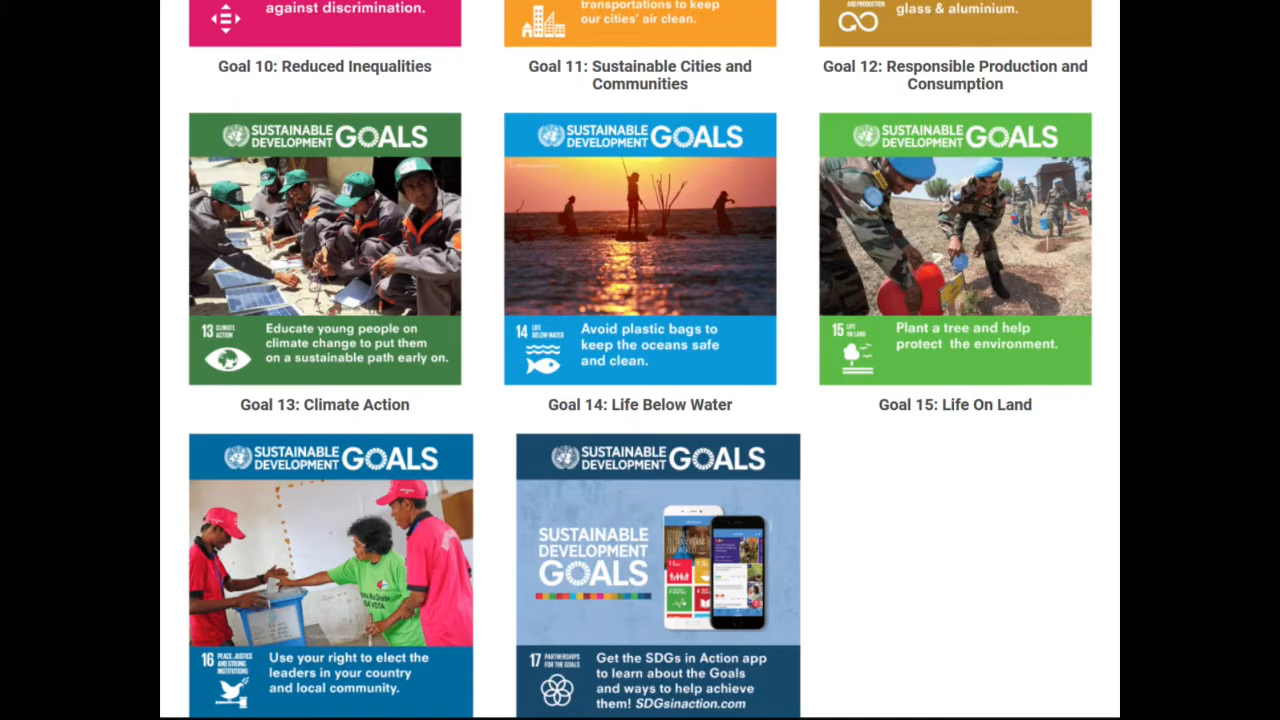 against discrimination.
transportations to keep
our cities' air clean.
AND PRODUCTION
glass & aluminium.
Goal 10: Reduced Inequalities
Goal 11: Sustainable Cities and
Communities
Goal 12: Responsible Production and
Consumption
SUSTAINABLE
DEVELOPMENT GOALS
SUSTAINABLE
DEVELOPMENT GOALS
SUSTAINABLE
DEVELOPMENT GOALS
13 CLIMATE
ACTION
Educate young people on
climate change to put them
on a sustainable path early on.
14 LIFE
BELOW WATER
Avoid plastic bags to
keep the oceans safe
and clean.
15 LIFE
ON LAND
Plant a tree and help
protect the environment.
Goal 13: Climate Action
Goal 14: Life Below Water
Goal 15: Life On Land
SUSTAINABLE
DEVELOPMENT GOALS
SUSTAINABLE
DEVELOPMENT GOALS
SUSTAINABLE
DEVELOPMENT
GOALS
16 PEACE, JUSTICE
AND STRONG
INSTITUTIONS
Use your right to elect the
leaders in your country
and local community.
17 PARTNERSHIPS
FOR THE GOALS
Get the SDGs in Action app
to learn about the Goals
and ways to help achieve
them! SDGsinaction.com